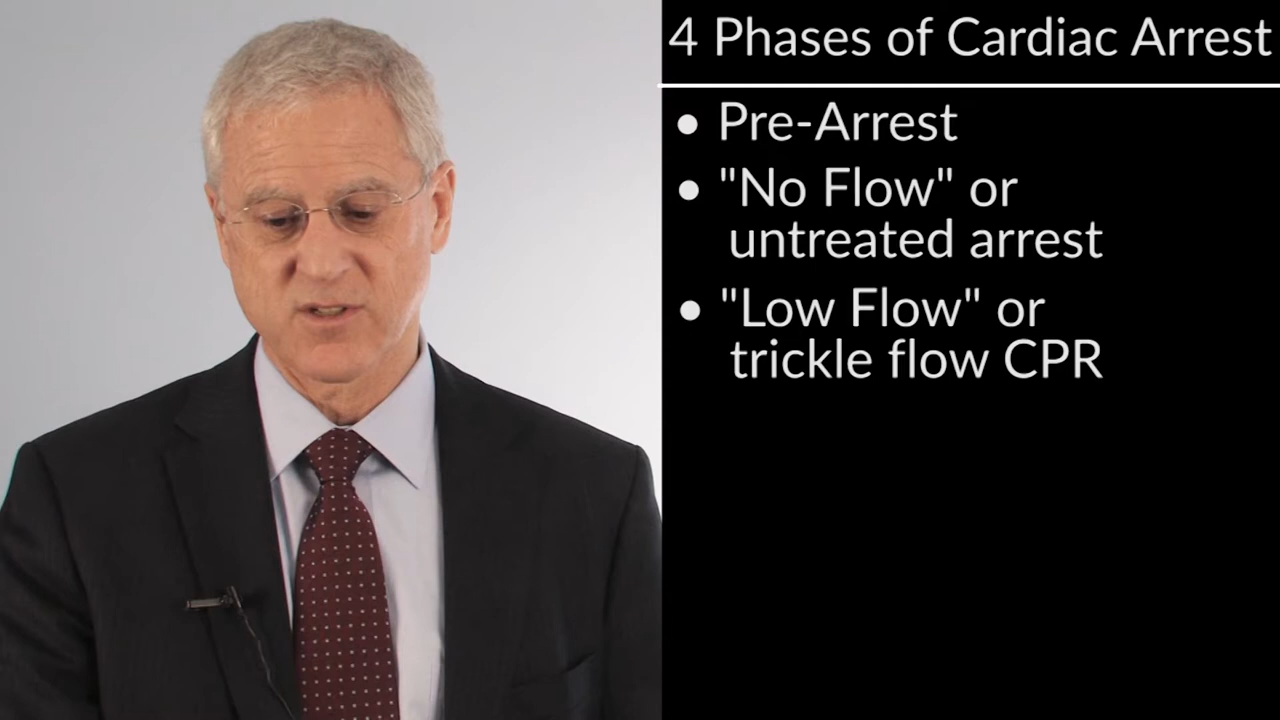 4 Phases of Cardiac Arrest
• Pre-Arrest
• "No Flow" or
untreated arrest
• "Low Flow" or
trickle flow CPR